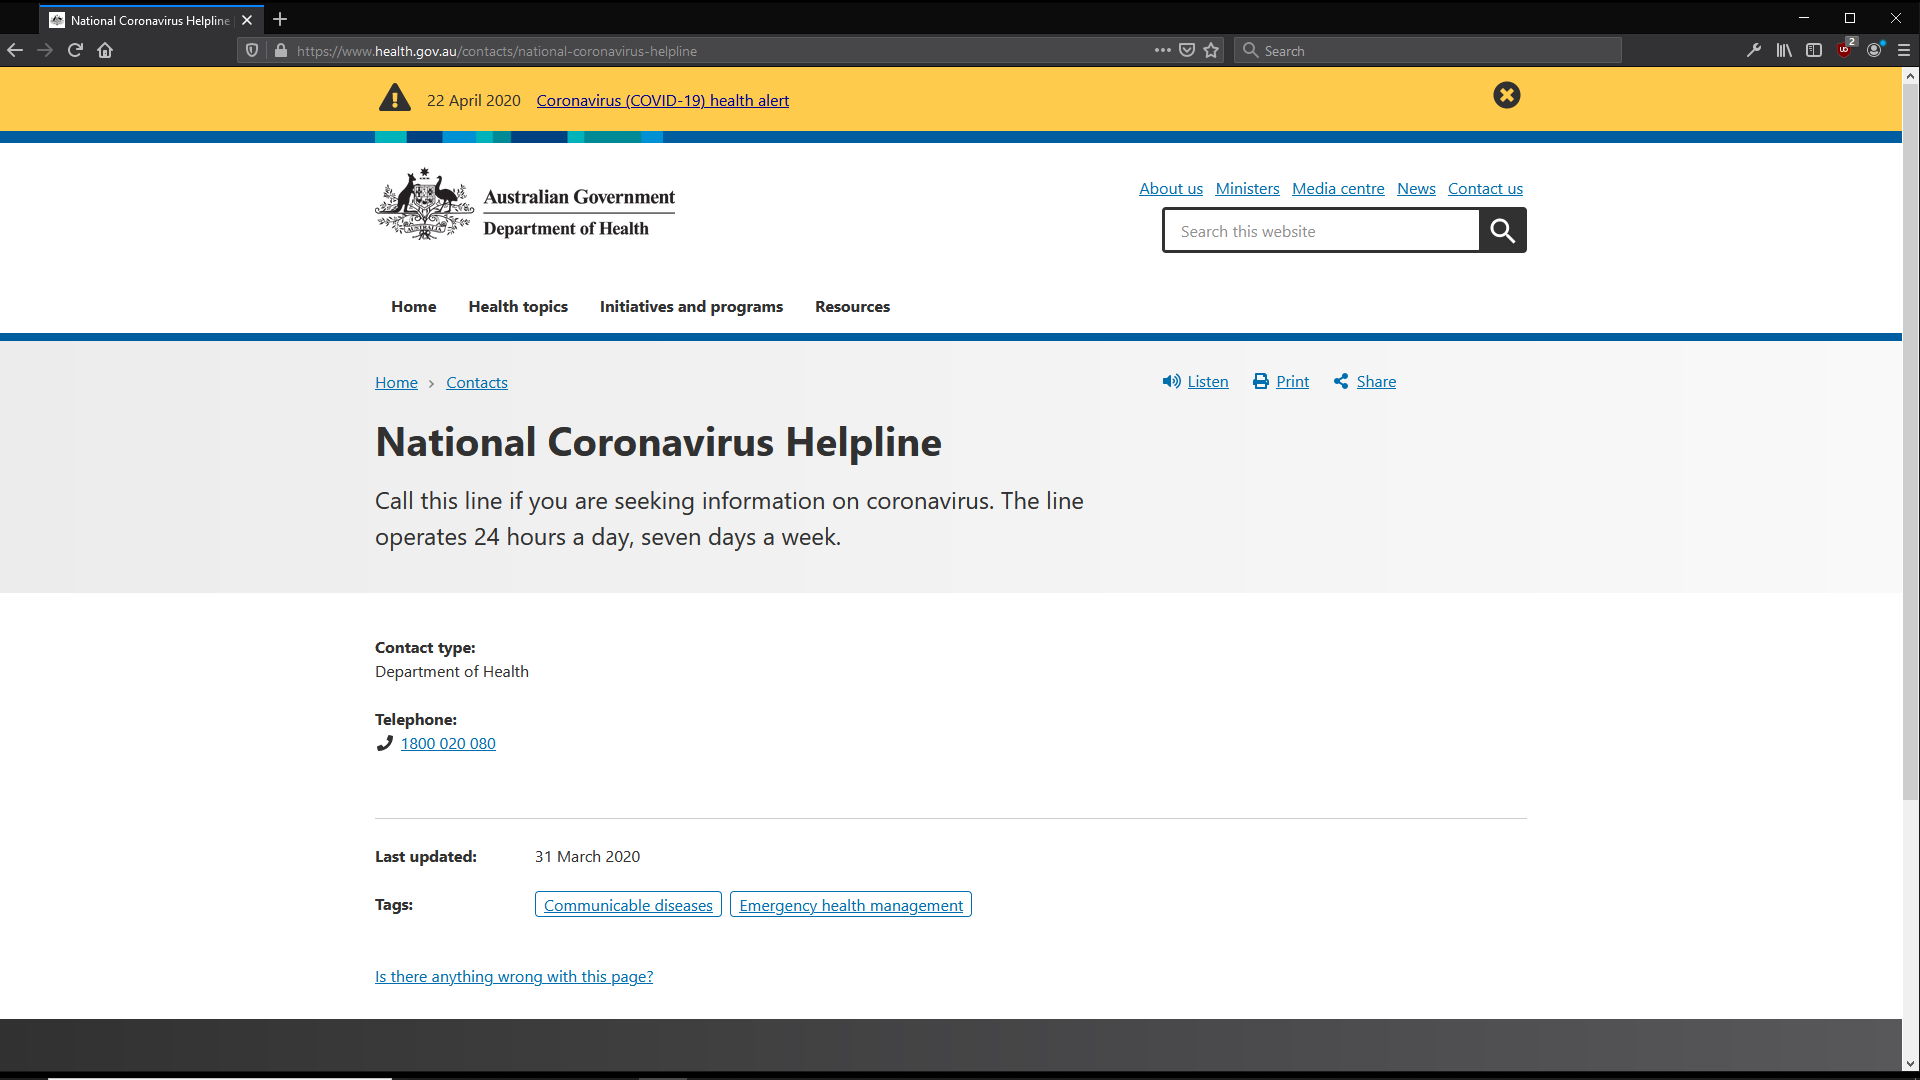 National Coronavirus Helpline
https://www.health.gov.au/contacts/national-coronavirus-helpline
Search
2
22 April 2020 Coronavirus (COVID-19) health alert
Australian Government
Department of Health
AUSTRALIA
About us Ministers Media centre News Contact us
Search this website
Home Health topics Initiatives and programs Resources
Home > Contacts
Listen Print Share
National Coronavirus Helpline
Call this line if you are seeking information on coronavirus. The line
operates 24 hours a day, seven days a week.
Contact type:
Department of Health
Telephone:
1800 020 080
Last updated: 31 March 2020
Tags: Communicable diseases Emergency health management
Is there anything wrong with this page?